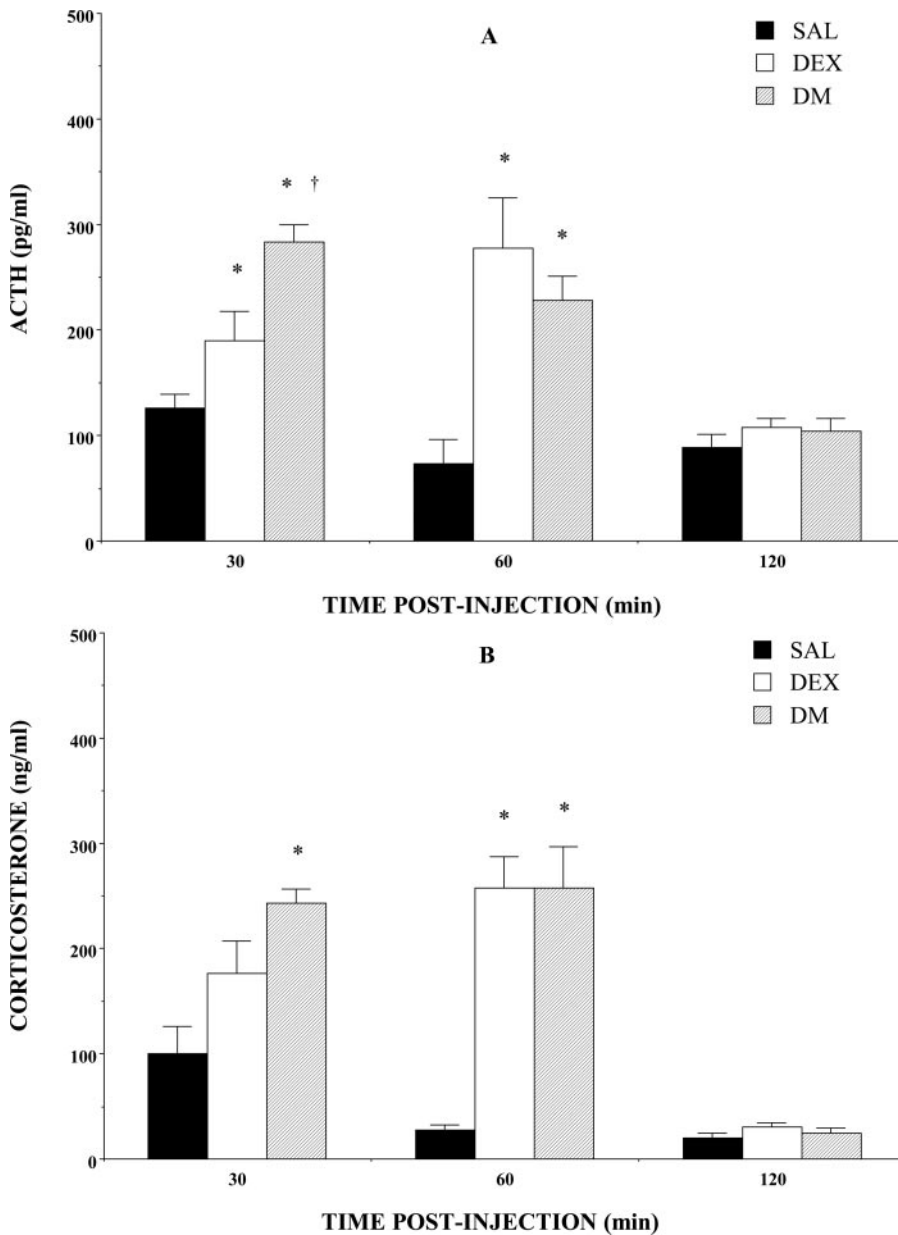 500
A
SAL
DEX
DM
400
* †
*
*
*
300
200
100
0
ACTH (pg/ml)
30
60
120
TIME POST-INJECTION (min)
500
B
SAL
DEX
DM
400
*
*
*
300
200
100
0
CORTICOSTERONE (ng/ml)
30
60
120
TIME POST-INJECTION (min)